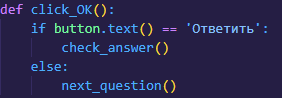 def click_OK():
    if button.text() == 'Ответить':
        check_answer()
    else:
        next_question()